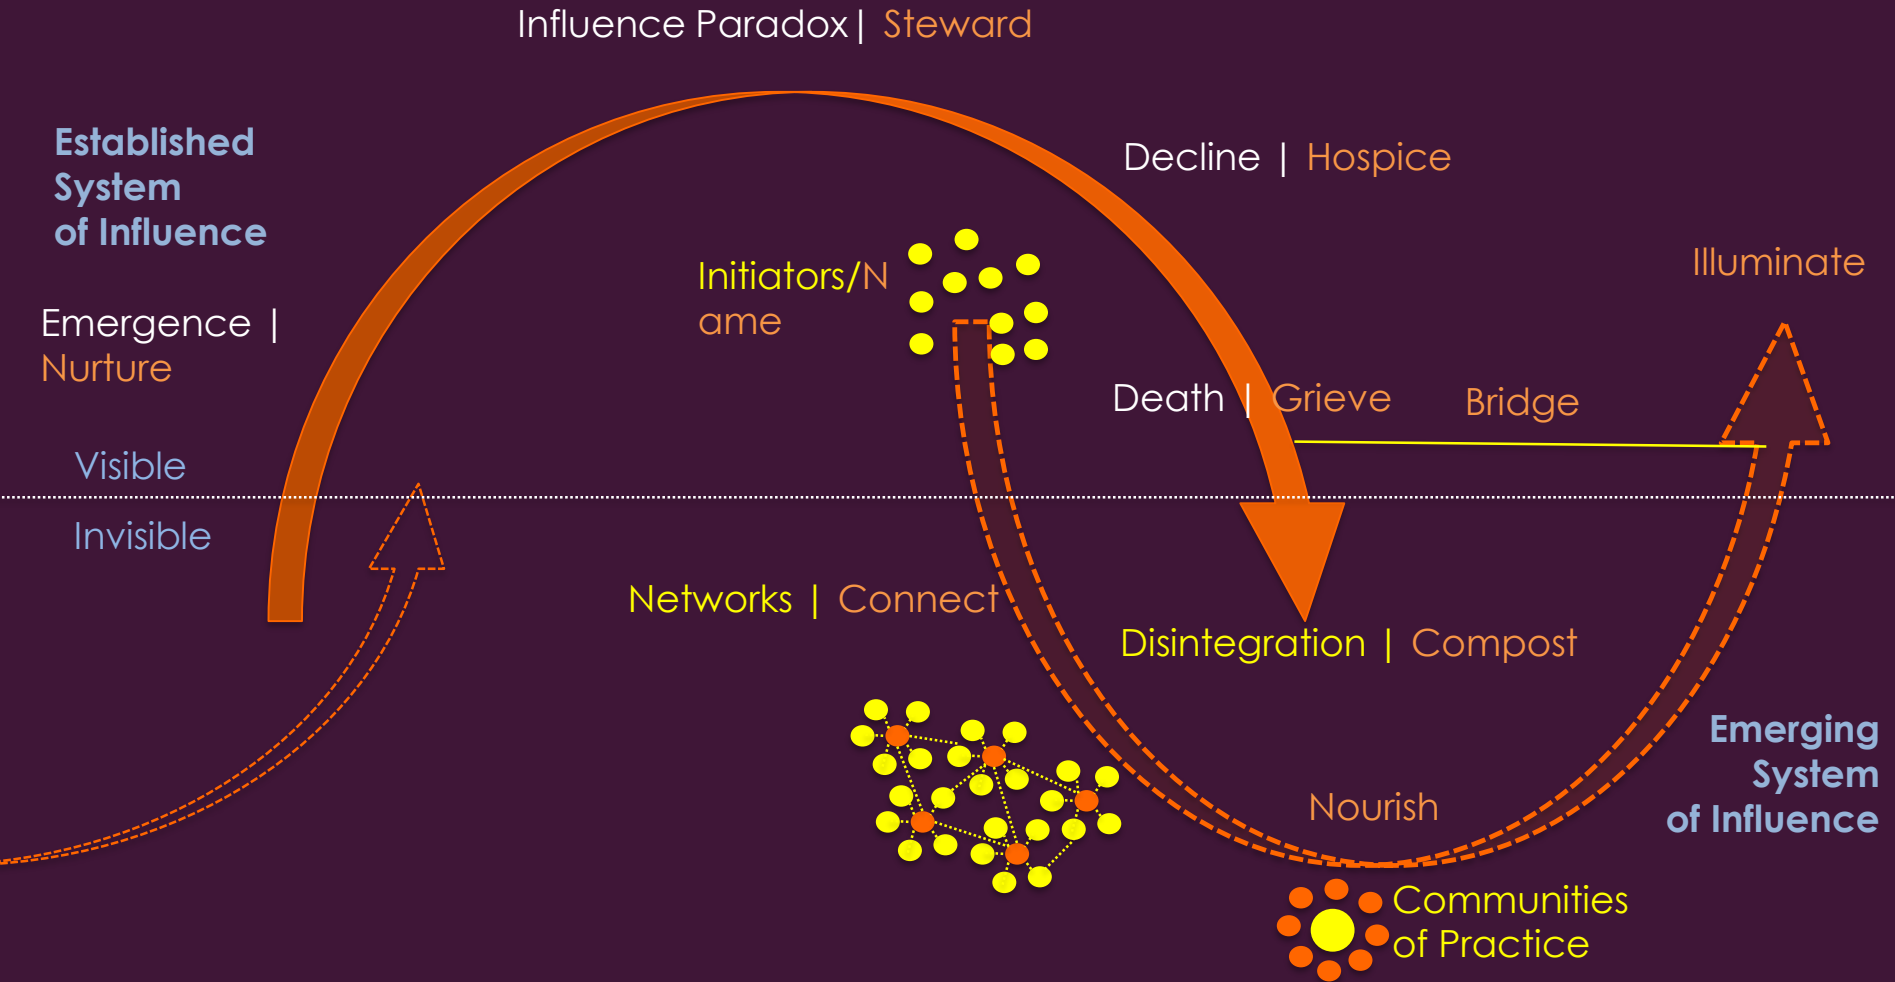 Influence Paradox| Steward
Established
System
of Influence
Decline | Hospice
Illuminate
Initiators/N
ame
Emergence |
Nurture
Death | Grieve
Bridge
Visible
Invisible
Networks | Connect
Disintegration | Compost
Emerging
System
of Influence
Nourish
Communities
of Practice